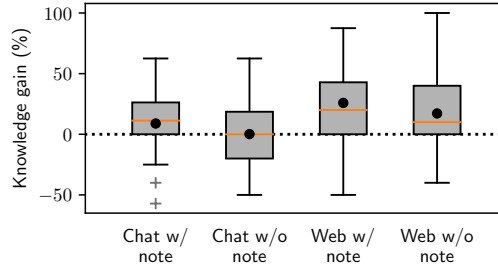 Knowledge gain (%)
100
50
0
−50
Chat w/ note
Chat w/o note
Web w/ note
Web w/o note